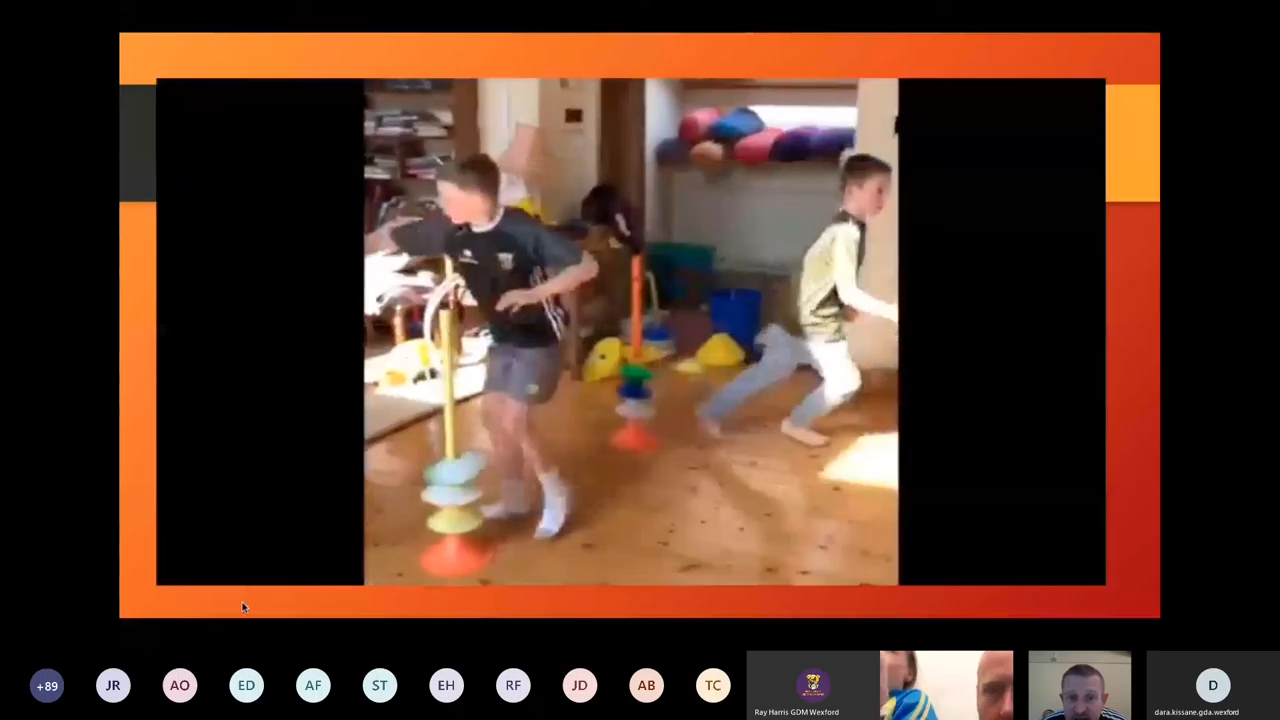 +89
JR
AO
ED
AF
ST
EH
RF
JD
AB
TC
Ray Harris GDM Wexford
D
dara.kissane.gda.wexford